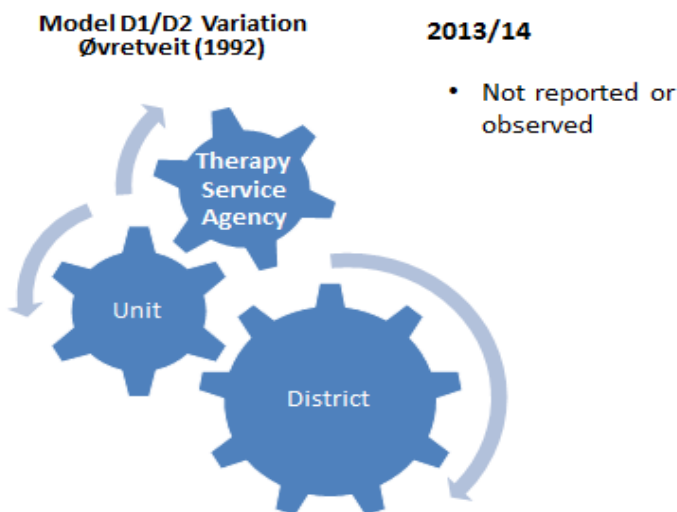 Model D1/D2 Variation
Øvretveit (1992)
2013/14
• Not reported or
observed
Therapy
Service
Agency
Unit
District